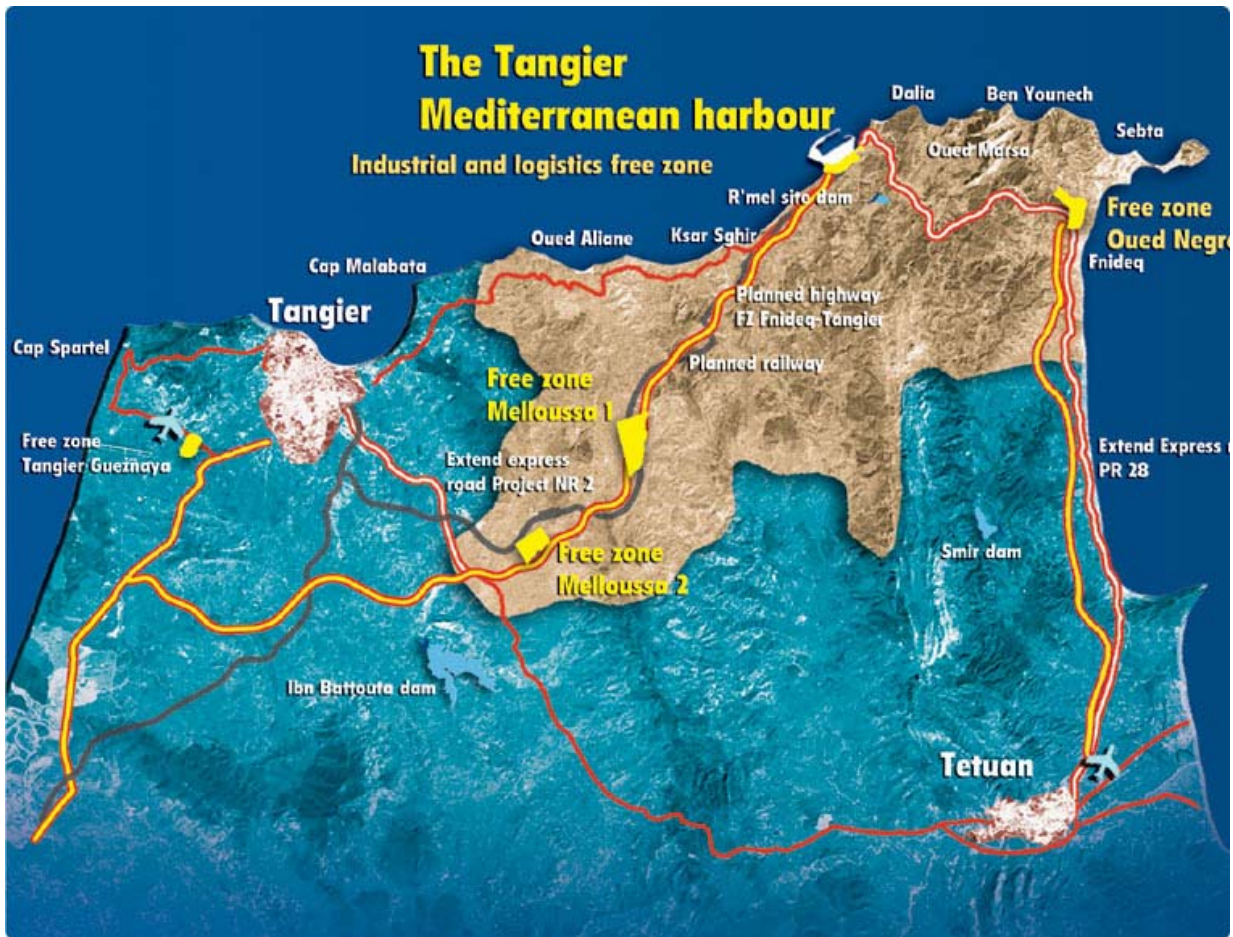 The Tangier
Mediterranean harbour
Industrial and logistics free zone
Dalia
Ben Younech
Sebta
Oued Marsa
R'mel site dam
Free zone
Oued Negro
Fnideq
Oued Aliane
Ksar Sghir
Cap Malabata
Tangier
Cap Spartel
Planned highway
FZ Fnideq-Tangier
Planned railway
Free zone
Melloussa 1
Free zone
Tangier Gueznaya
Extend express
road Project NR 2
Extend Express r
PR 28
Free zone
Melloussa 2
Smir dam
Ibn Battouta dam
Tetuan